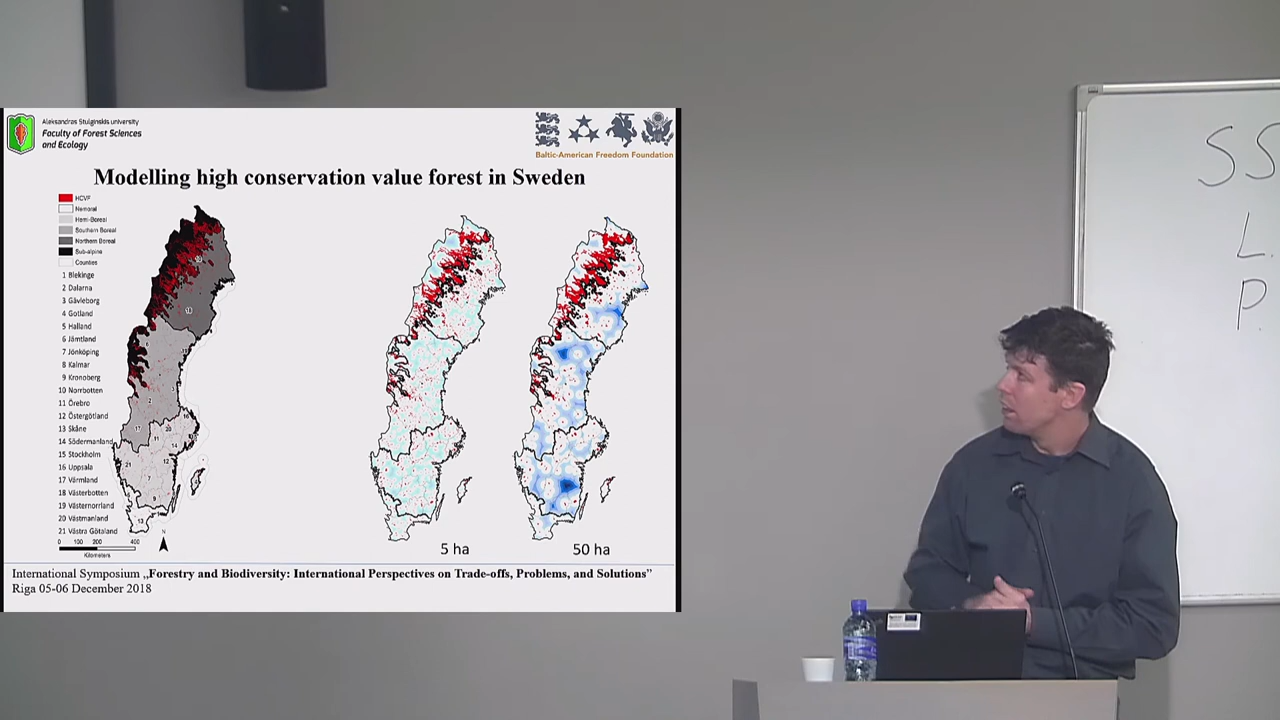 Aleksandras Stulginskis university
Faculty of Forest Sciences
and Ecology
Baltic-American Freedom Foundation
Modelling high conservation value forest in Sweden
HCVF
Nemoral
Hemi-Boreal
Southern Boreal
Northern Boreal
Sub-alpine
Counties
1 Blekinge
2 Dalarna
3 Gävleborg
4 Gotland
5 Halland
6 Jämtland
7 Jönköping
8 Kalmar
9 Kronoberg
10 Norrbotten
11 Örebro
12 Östergötland
13 Skåne
14 Södermanland
15 Stockholm
16 Uppsala
17 Värmland
18 Västerbotten
19 Västernorrland
20 Västmanland
21 Västra Götaland
0 100 200 400
Kilometers
N
5 ha
50 ha
International Symposium „Forestry and Biodiversity: International Perspectives on Trade-offs, Problems, and Solutions”
Riga 05-06 December 2018
SS
L.
P